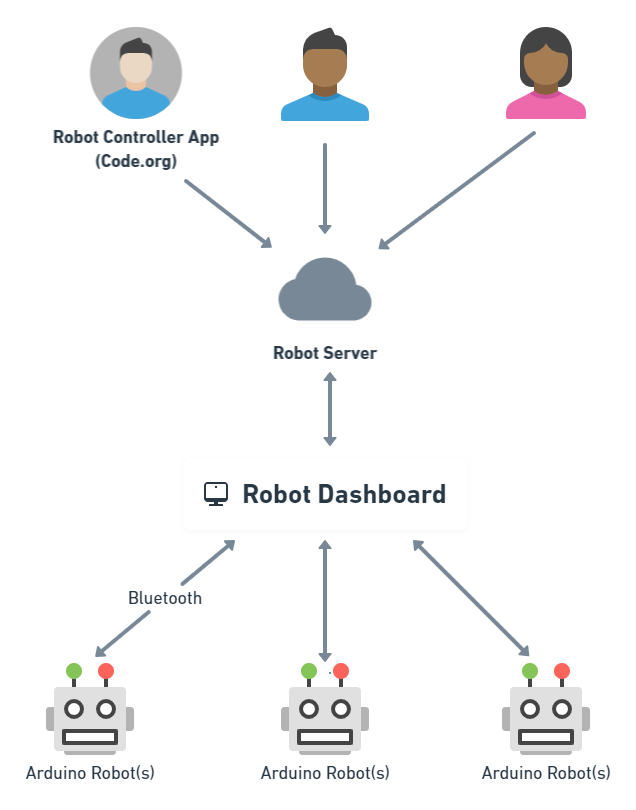 Robot Controller App
(Code.org)
Robot Server
Robot Dashboard
Bluetooth
Arduino Robot(s)
Arduino Robot(s)
Arduino Robot(s)